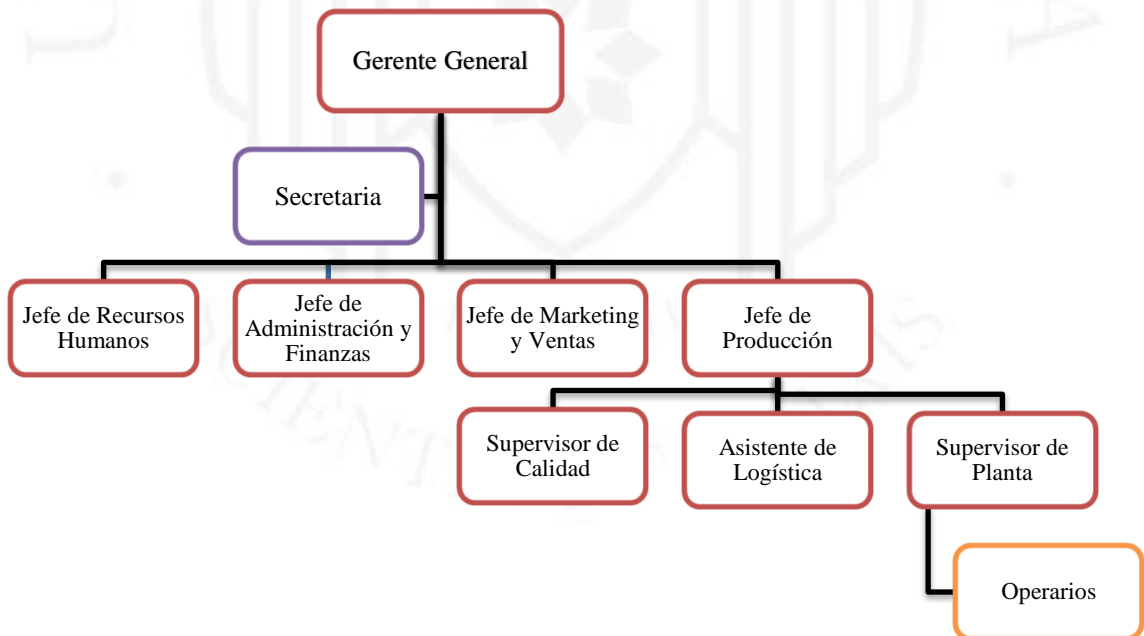 Gerente General
Secretaria
Jefe de Recursos
Humanos
Jefe de
Administración y
Finanzas
Jefe de Marketing
y Ventas
Jefe de
Producción
Supervisor de
Calidad
Asistente de
Logística
Supervisor de
Planta
Operarios